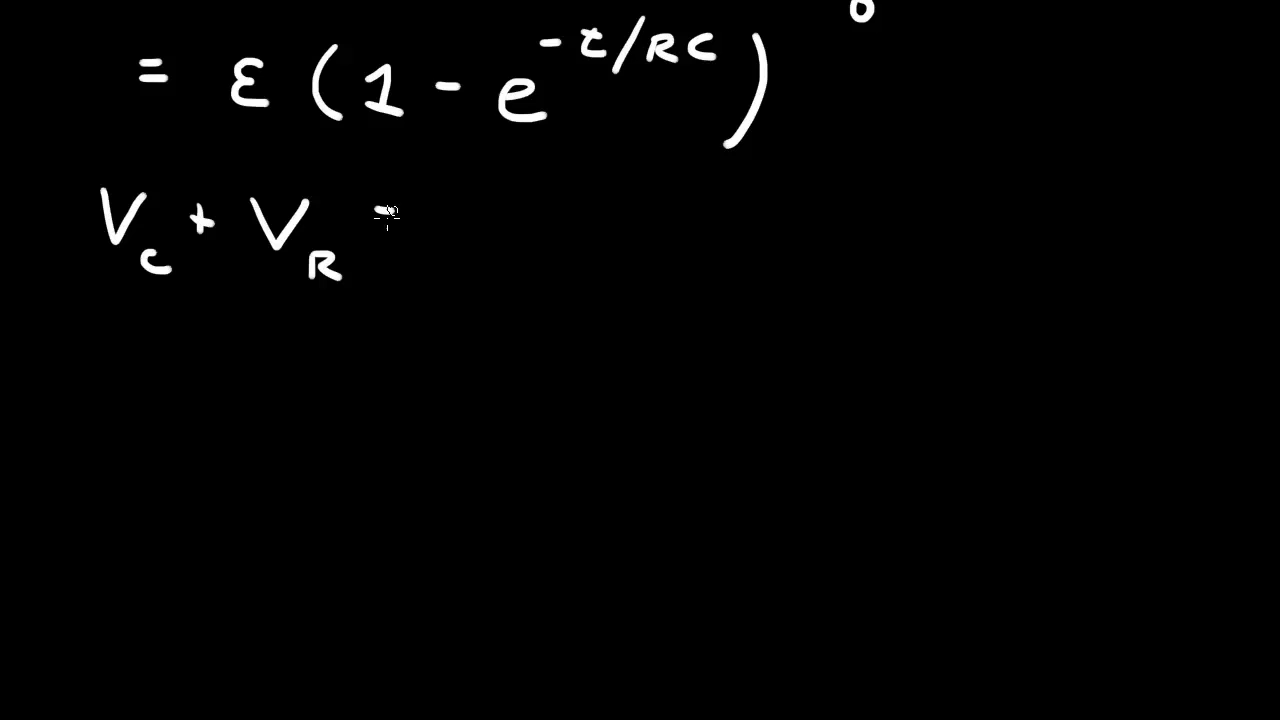 = ε (1 - e^{-t/RC})
V_C + V_R =